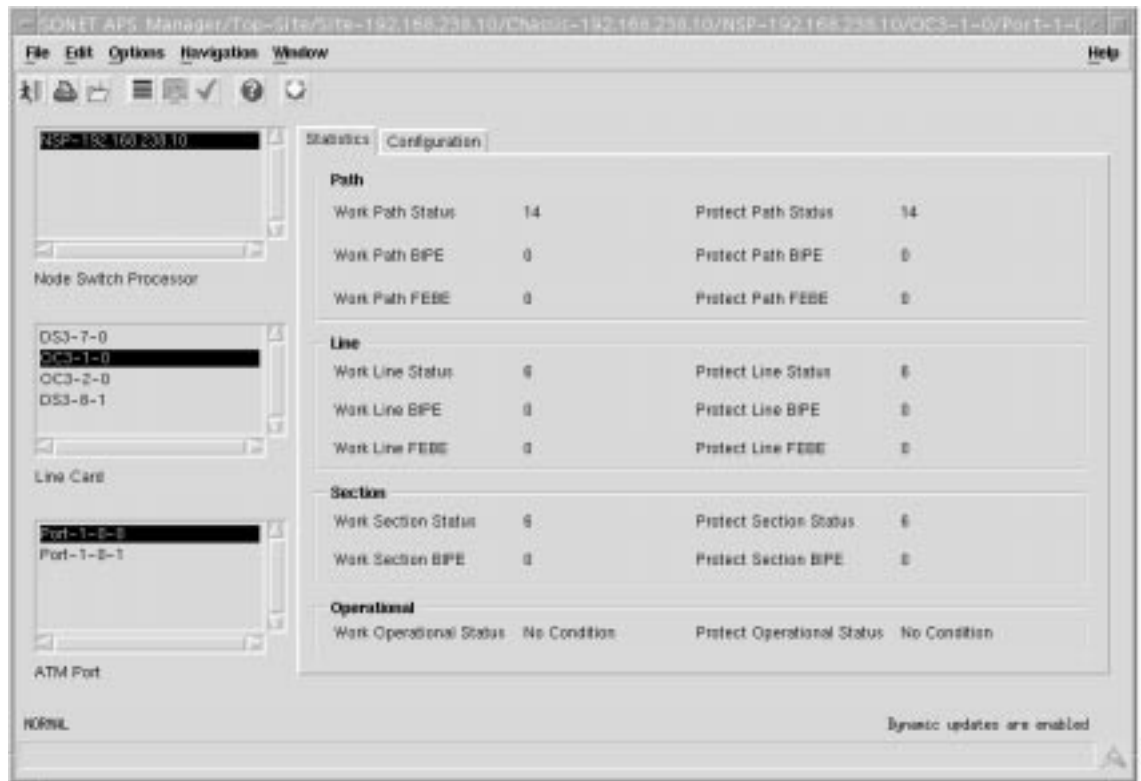 SONET APS Manager/Top-Site/Site-192.168.238.10/Chassis-192.168.238.10/NSP-192.168.238.10/OC3-1-0/Port-1-
File Edit Options Navigation Window Help
NSP-192.168.238.10
Node Switch Processor
DS3-7-0
OC3-1-0
OC3-2-0
DS3-8-1
Line Card
Port-1-0-0
Port-1-0-1
ATM Port
Statistics Configuration
Path
Work Path Status 14 Protect Path Status 14
Work Path BIPE 0 Protect Path BIPE 0
Work Path FEBE 0 Protect Path FEBE 0
Line
Work Line Status 6 Protect Line Status 6
Work Line BIPE 0 Protect Line BIPE 0
Work Line FEBE 0 Protect Line FEBE 0
Section
Work Section Status 6 Protect Section Status 6
Work Section BIPE 0 Protect Section BIPE 0
Operational
Work Operational Status No Condition Protect Operational Status No Condition
NORMAL Dynamic updates are enabled